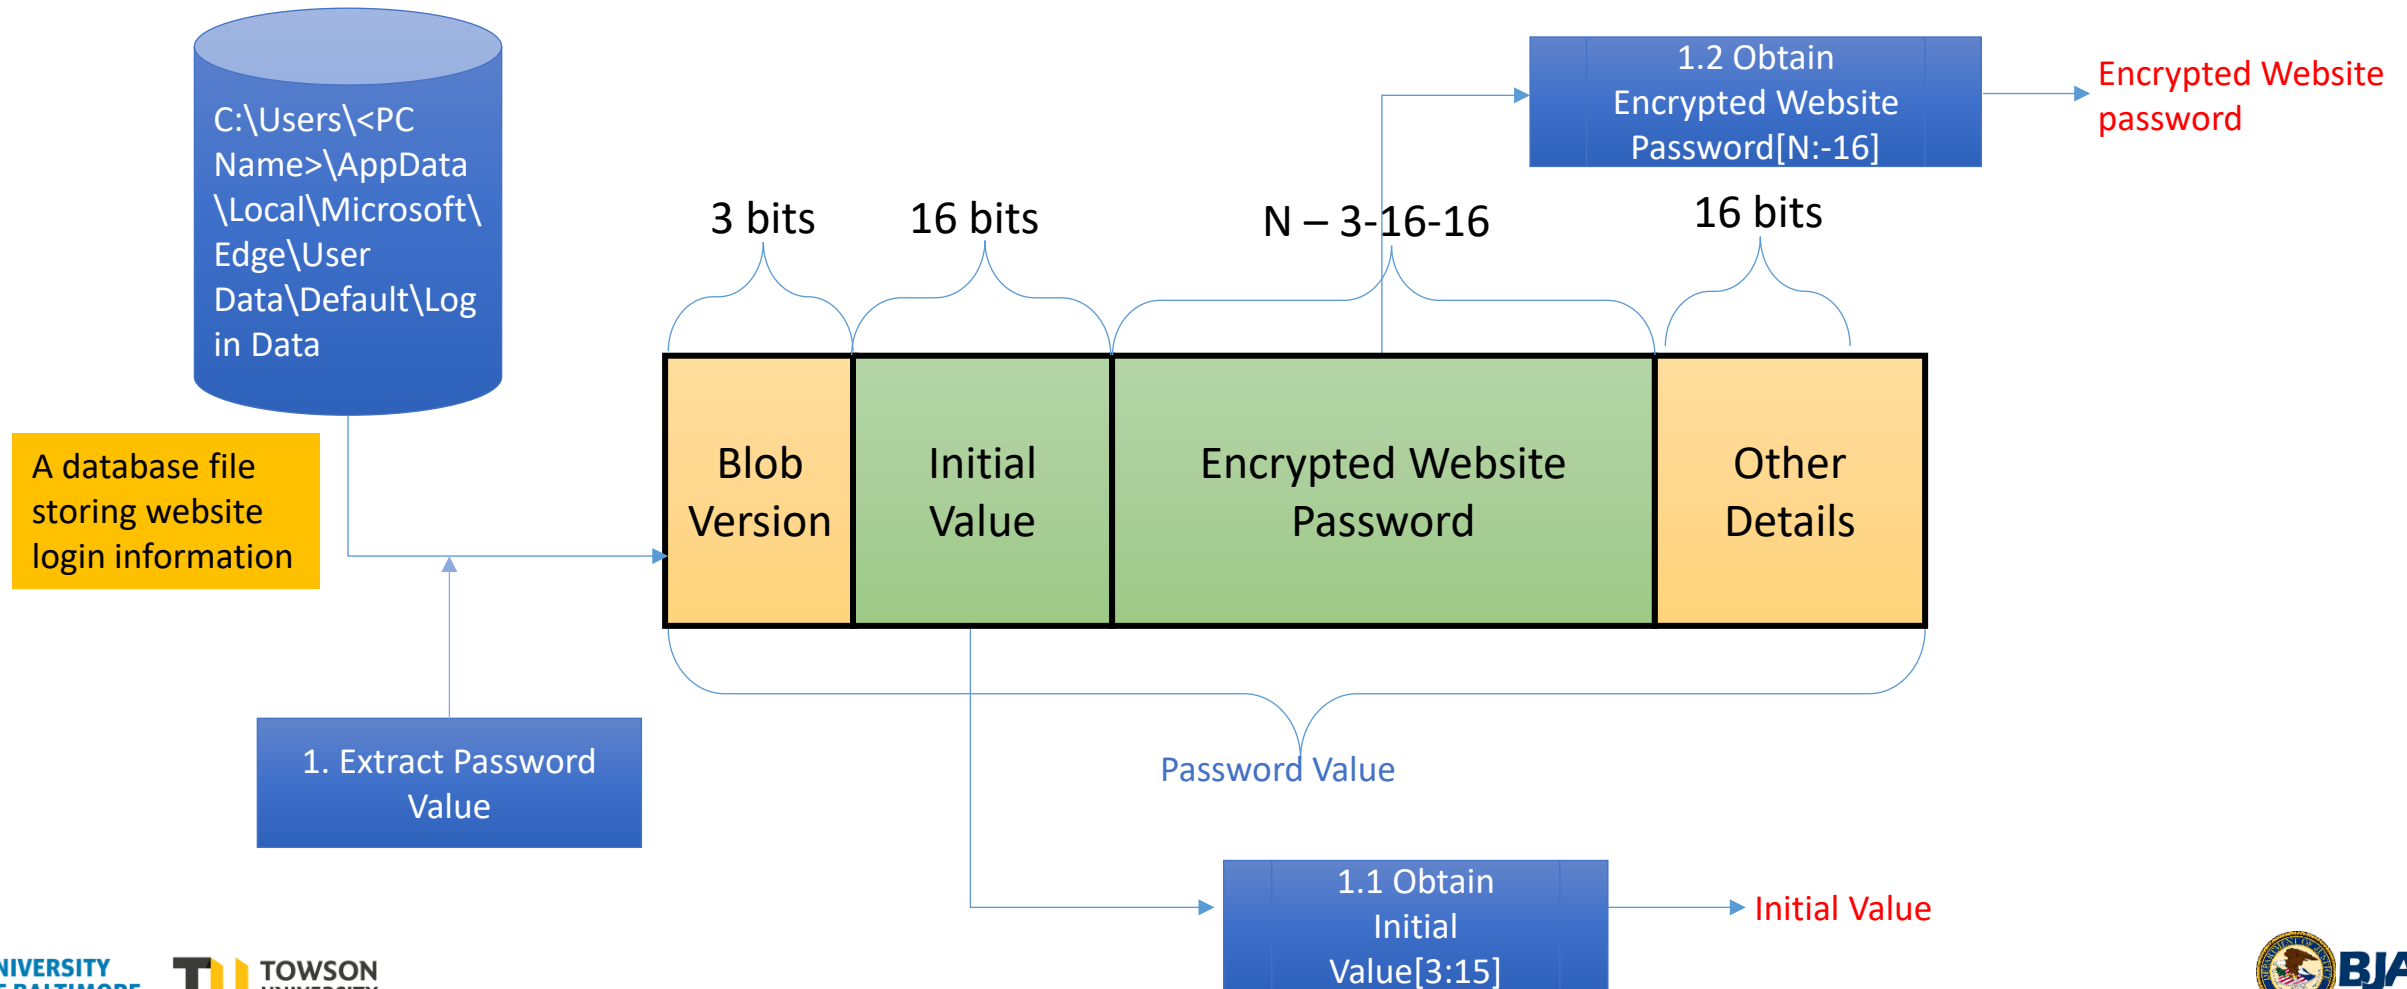 C:\Users\<PC
Name>\AppData
\Local\Microsoft\
Edge\User
Data\Default\Log
in Data
A database file
storing website
login information
1. Extract Password
Value
3 bits
16 bits
N – 3-16-16
16 bits
Blob
Version
Initial
Value
Encrypted Website
Password
Other
Details
Password Value
1.2 Obtain
Encrypted Website
Password[N:-16]
Encrypted Website
password
1.1 Obtain
Initial
Value[3:15]
Initial Value
TOWSON
BJA